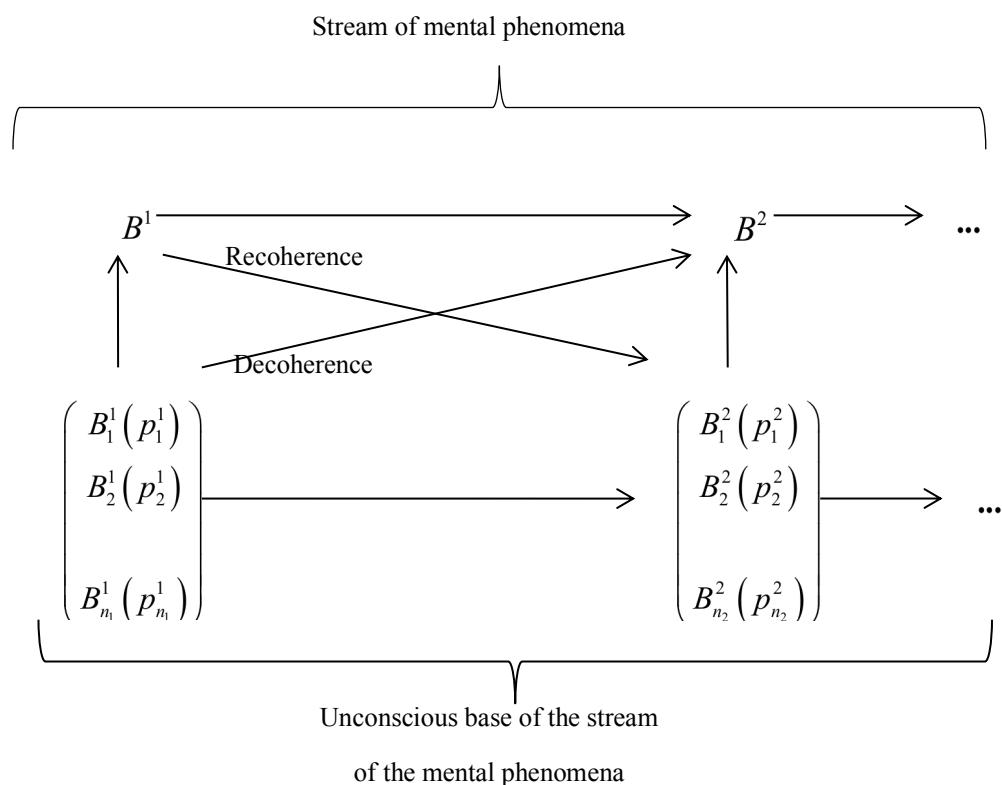 Stream of mental phenomena
B^1 B^2 ...
Recoherence
Decoherence
B_1^1(p_1^1) B_1^2(p_1^2)
B_2^1(p_2^1) B_2^2(p_2^2)
...
B_{n_1}^1(p_{n_1}^1) B_{n_2}^2(p_{n_2}^2)
Unconscious base of the stream
of the mental phenomena